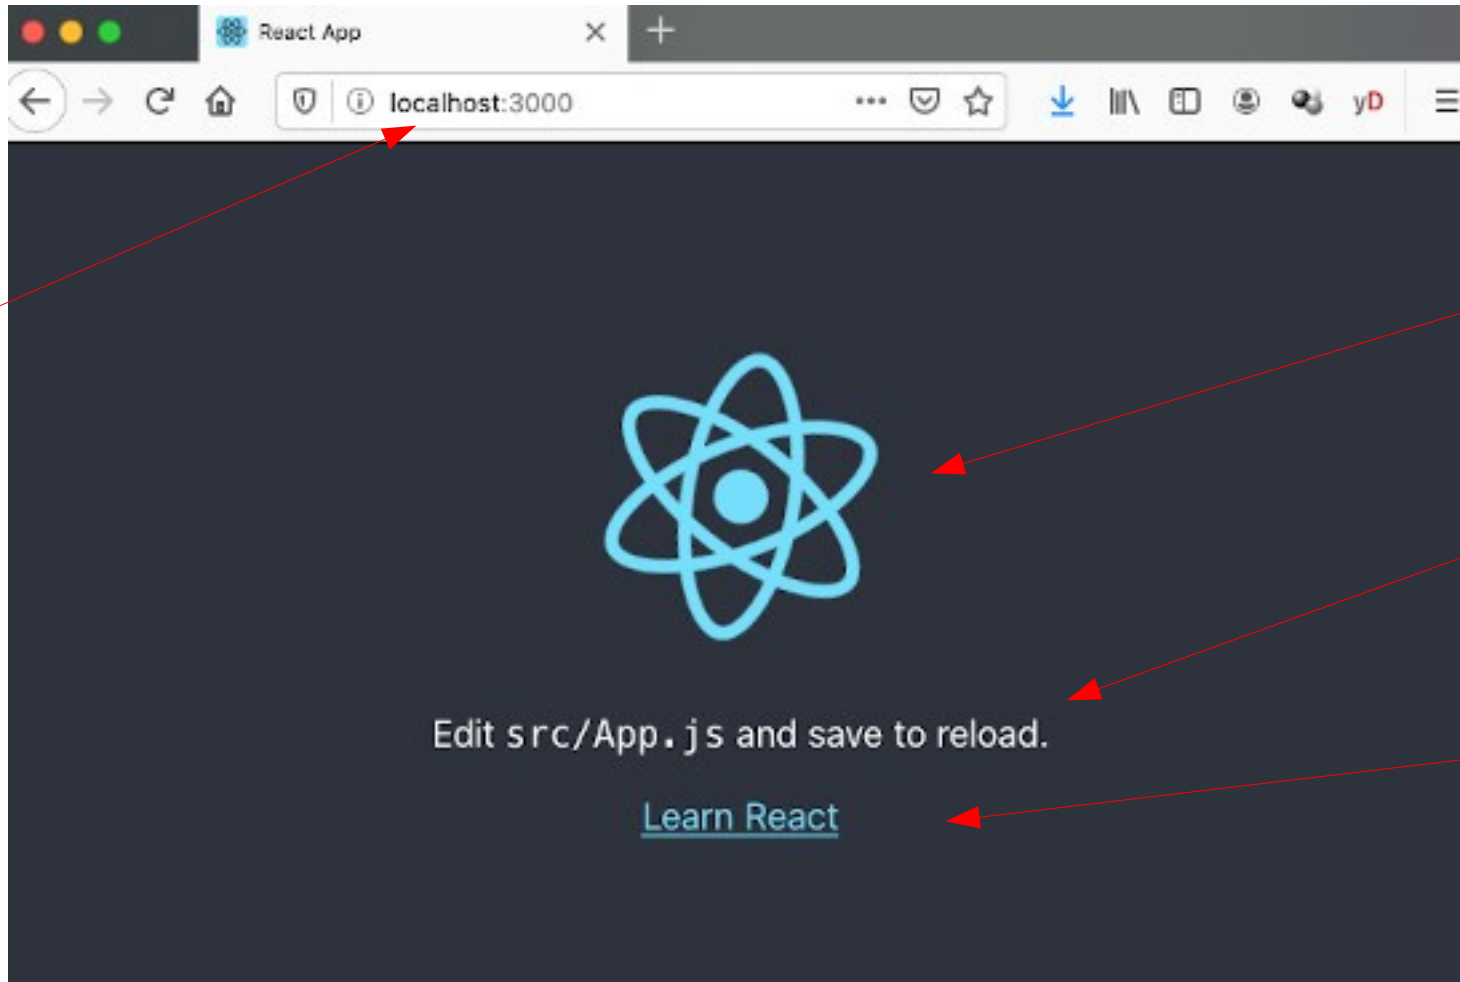 React App
localhost:3000
yD
Edit src/App.js and save to reload.
Learn React